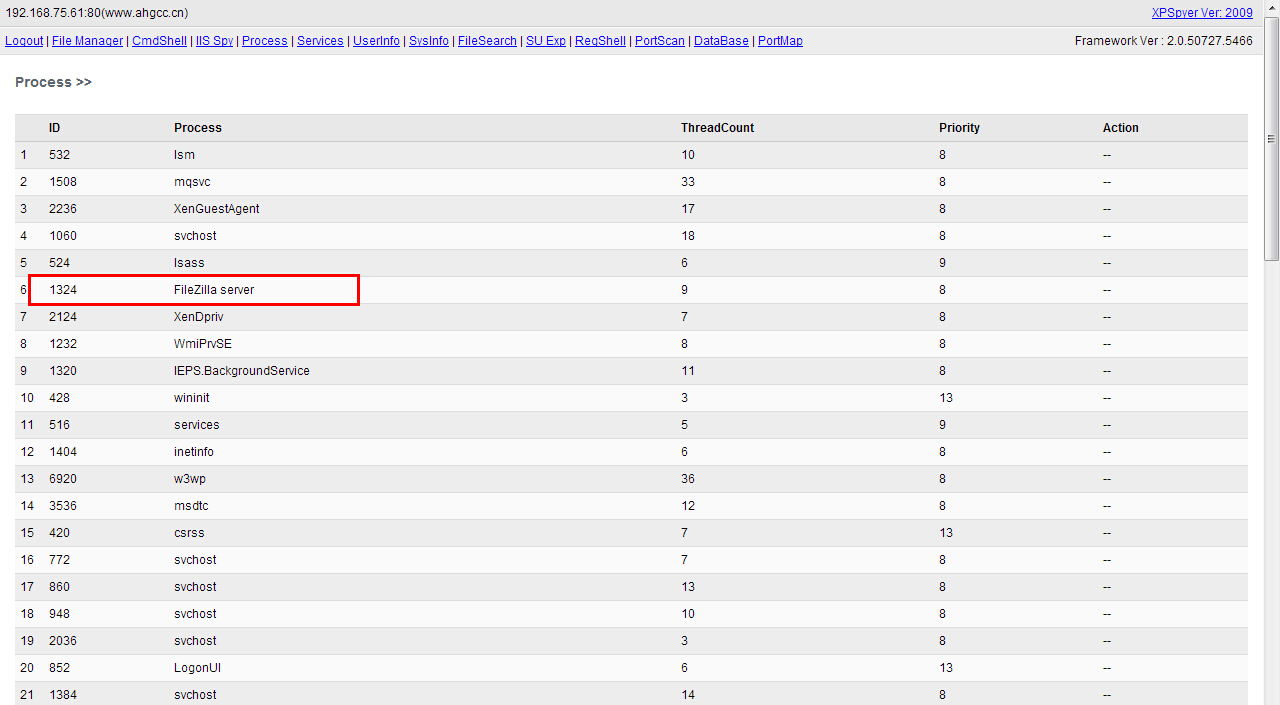 192.168.75.61:80(www.ahgcc.cn) XPSpyer Ver: 2009
Logout | File Manager | CmdShell | IIS Spy | Process | Services | UserInfo | SysInfo | FileSearch | SU Exp | RegShell | PortScan | DataBase | PortMap Framework Ver : 2.0.50727.5466
Process >>
ID Process ThreadCount Priority Action
1 532 lsm 10 8 --
2 1508 mqsvc 33 8 --
3 2236 XenGuestAgent 17 8 --
4 1060 svchost 18 8 --
5 524 lsass 6 9 --
6 1324 FileZilla server 9 8 --
7 2124 XenDpriv 7 8 --
8 1232 WmiPrvSE 8 8 --
9 1320 IEPS.BackgroundService 11 8 --
10 428 wininit 3 13 --
11 516 services 5 9 --
12 1404 inetinfo 6 8 --
13 6920 w3wp 36 8 --
14 3536 msdtc 12 8 --
15 420 csrss 7 13 --
16 772 svchost 7 8 --
17 860 svchost 13 8 --
18 948 svchost 10 8 --
19 2036 svchost 3 8 --
20 852 LogonUI 6 13 --
21 1384 svchost 14 8 --